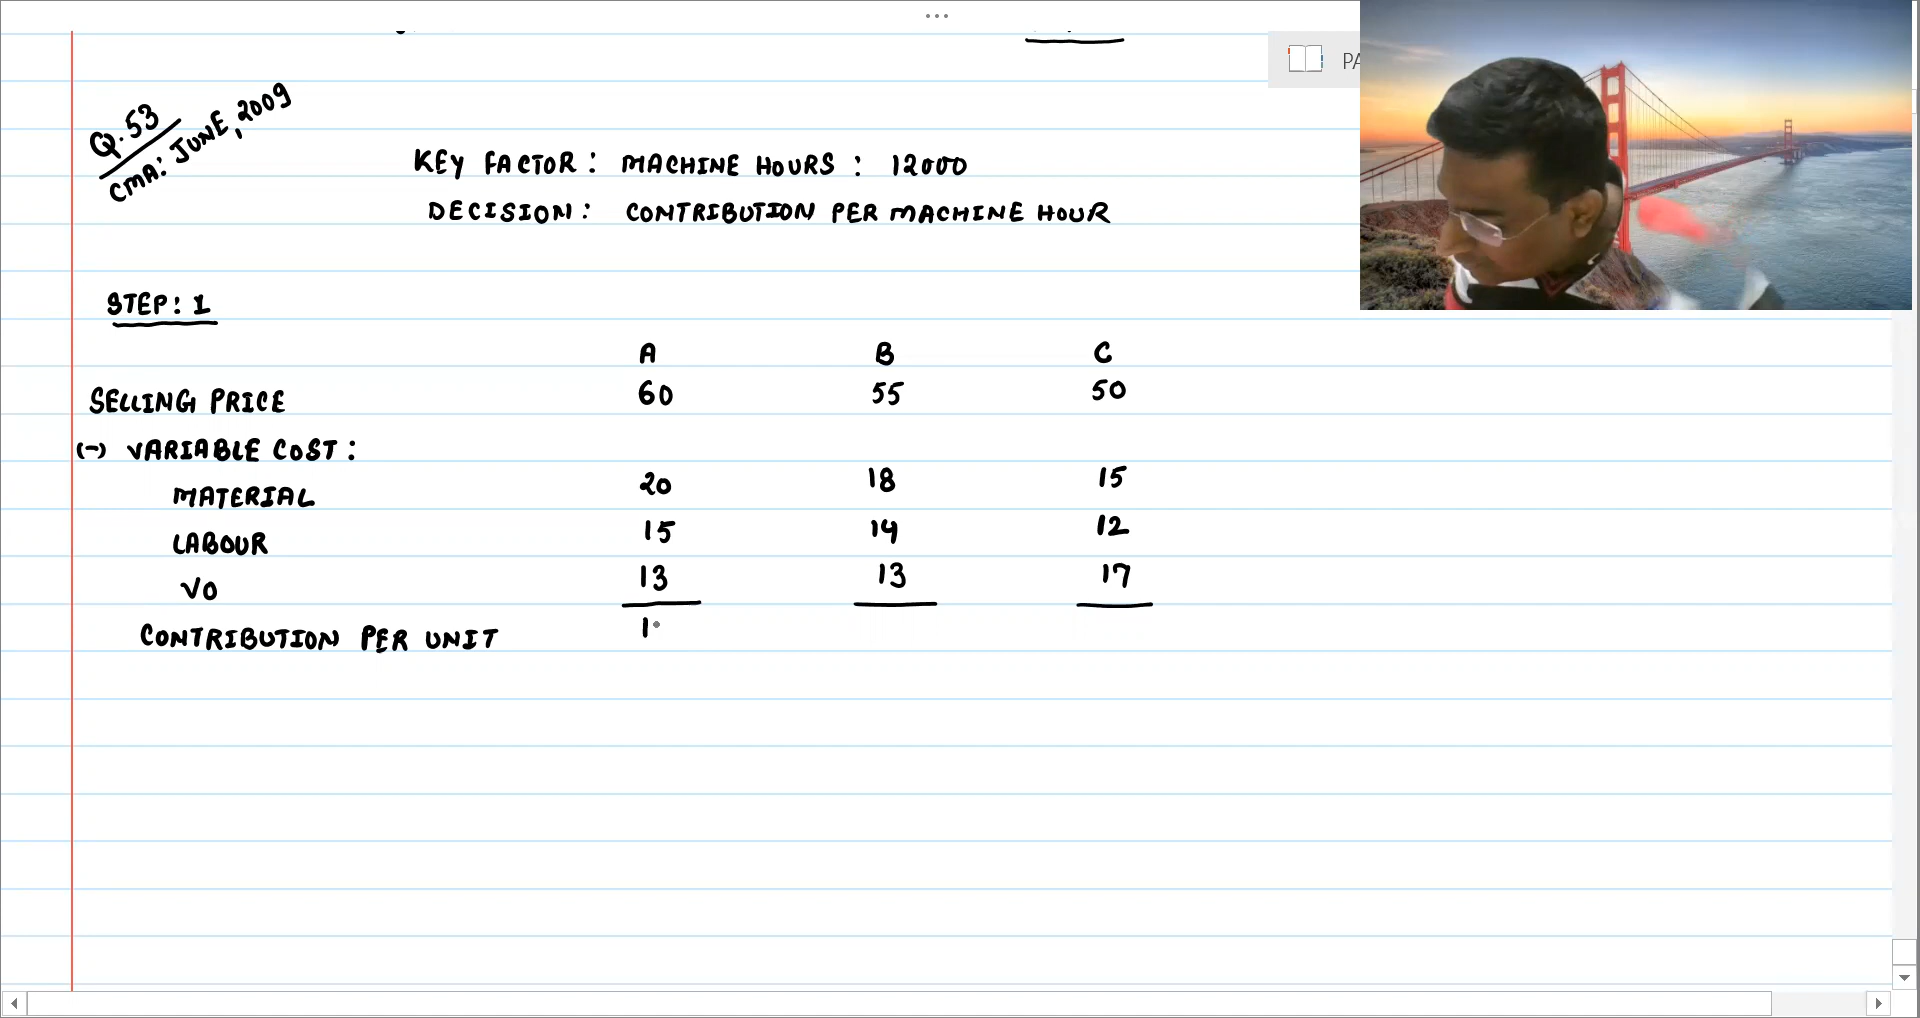 Q.53
CMA: JUNE, 2009
PA
KEY FACTOR: MACHINE HOURS: 12000
DECISION: CONTRIBUTION PER MACHINE HOUR
STEP: 1
A B C
SELLING PRICE 60 55 50
(-) VARIABLE COST:
MATERIAL 20 18 15
LABOUR 15 14 12
VO 13 13 17
CONTRIBUTION PER UNIT 1